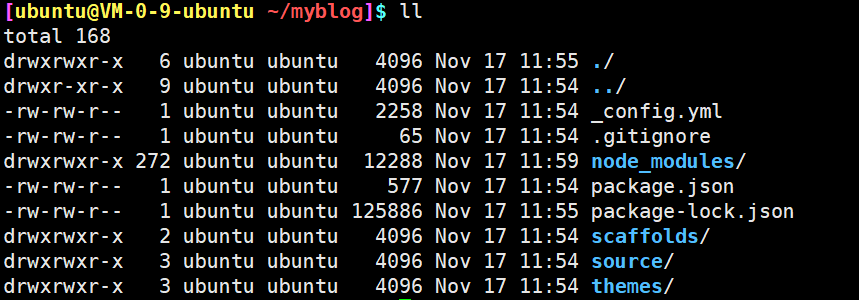 [ubuntu@VM-0-9-ubuntu ~/myblog]$ ll
total 168
drwxrwxr-x   6 ubuntu ubuntu   4096 Nov 17 11:55 ./
drwxr-xr-x   9 ubuntu ubuntu   4096 Nov 17 11:54 ../
-rw-rw-r--   1 ubuntu ubuntu   2258 Nov 17 11:54 _config.yml
-rw-rw-r--   1 ubuntu ubuntu     65 Nov 17 11:54 .gitignore
drwxrwxr-x 272 ubuntu ubuntu  12288 Nov 17 11:59 node_modules/
-rw-rw-r--   1 ubuntu ubuntu    577 Nov 17 11:54 package.json
-rw-rw-r--   1 ubuntu ubuntu 125886 Nov 17 11:55 package-lock.json
drwxrwxr-x   2 ubuntu ubuntu   4096 Nov 17 11:54 scaffolds/
drwxrwxr-x   3 ubuntu ubuntu   4096 Nov 17 11:54 source/
drwxrwxr-x   3 ubuntu ubuntu   4096 Nov 17 11:54 themes/